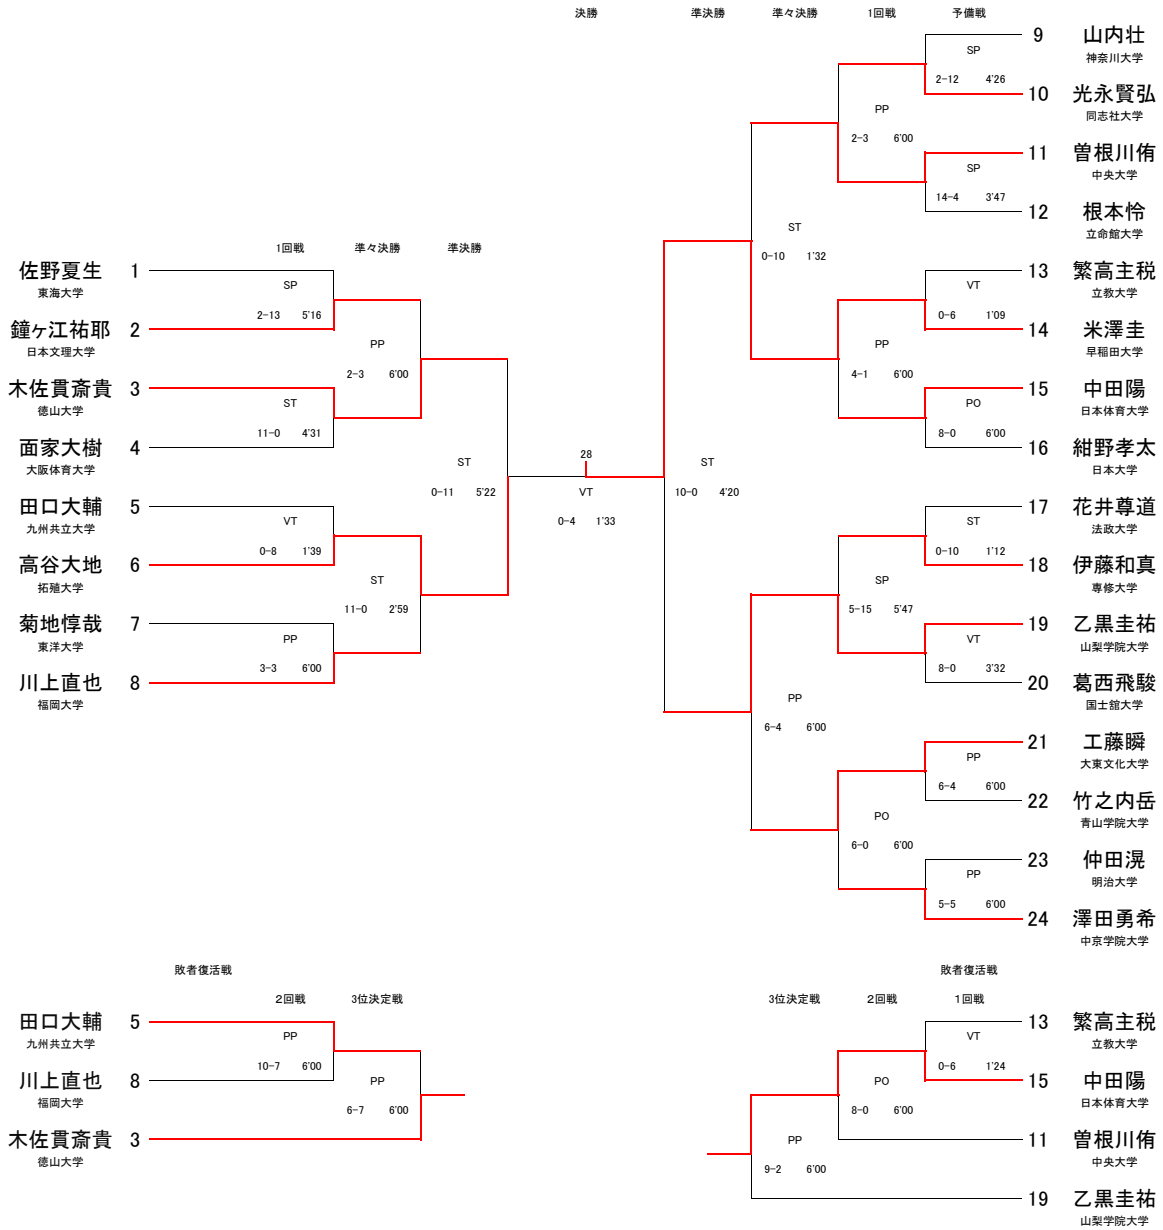 決勝 準決勝 準々決勝 1回戦 予備戦
9 山内壮
神奈川大学
SP
2-12 4'26
10 光永賢弘
同志社大学
PP
2-3 6'00
11 曽根川侑
中央大学
SP
14-4 3'47
12 根本怜
立命館大学
ST
0-10 1'32
13 繁高主税
立教大学
VT
0-6 1'09
14 米澤圭
早稲田大学
PP
4-1 6'00
15 中田陽
日本体育大学
PO
8-0 6'00
16 紺野孝太
日本大学
ST
10-0 4'20
17 花井尊道
法政大学
ST
0-10 1'12
18 伊藤和真
専修大学
SP
5-15 5'47
19 乙黒圭祐
山梨学院大学
VT
8-0 3'32
20 葛西飛駿
国士舘大学
PP
6-4 6'00
21 工藤瞬
大東文化大学
PP
6-4 6'00
22 竹之内岳
青山学院大学
PO
6-0 6'00
23 仲田滉
明治大学
PP
5-5 6'00
24 澤田勇希
中京学院大学
1回戦 準々決勝 準決勝
佐野夏生 1
東海大学
SP
2-13 5'16
鐘ヶ江祐耶 2
日本文理大学
PP
2-3 6'00
木佐貫斎貴 3
徳山大学
ST
11-0 4'31
面家大樹 4
大阪体育大学
ST
0-11 5'22
28
VT
0-4 1'33
田口大輔 5
九州共立大学
VT
0-8 1'39
高谷大地 6
拓殖大学
ST
11-0 2'59
菊地惇哉 7
東洋大学
PP
3-3 6'00
川上直也 8
福岡大学
敗者復活戦
2回戦 3位決定戦
田口大輔 5
九州共立大学
PP
10-7 6'00
川上直也 8
福岡大学
PP
6-7 6'00
木佐貫斎貴 3
徳山大学
敗者復活戦
3位決定戦 2回戦 1回戦
13 繁高主税
立教大学
VT
0-6 1'24
15 中田陽
日本体育大学
PO
8-0 6'00
11 曽根川侑
中央大学
PP
9-2 6'00
19 乙黒圭祐
山梨学院大学